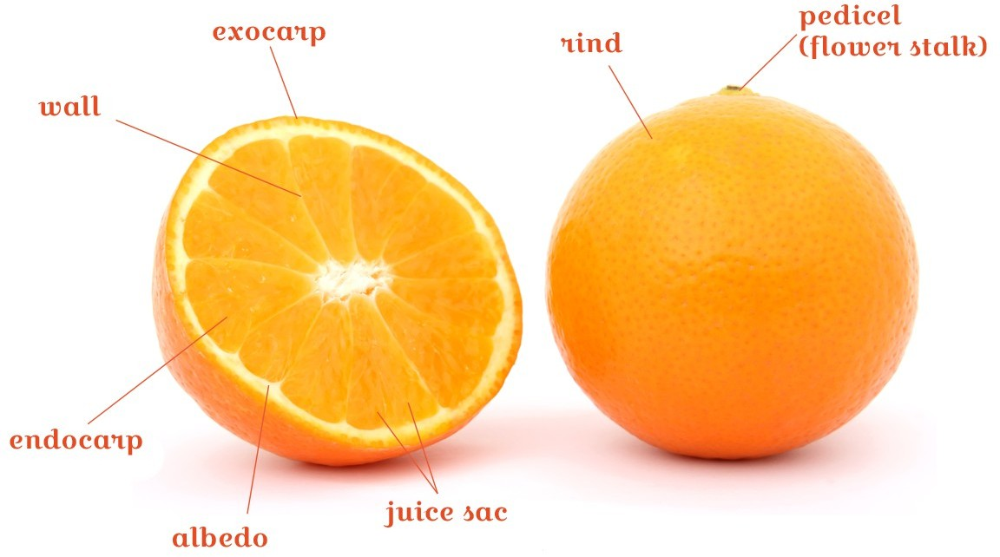 exocarp
wall
rind
pedicel
(flower stalk)
endocarp
albedo
juice sac